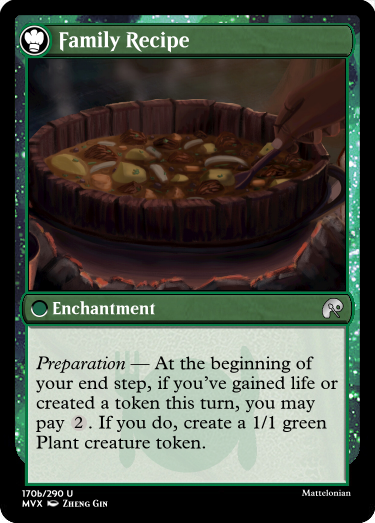 Family Recipe
Enchantment
Preparation — At the beginning of
your end step, if you've gained life or
created a token this turn, you may
pay 2. If you do, create a 1/1 green
Plant creature token.
170b/290 U
Mattelonian
MVX Zheng Gin